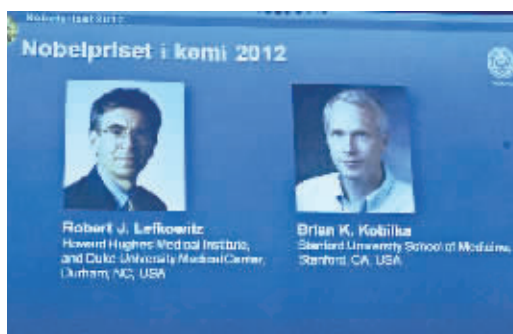 Nobelpriset i kemi 2012
Robert J. Lefkowitz
Howard Hughes Medical Institute,
and Duke University Medical Center,
Durham, NC, USA
Brian K. Kobilka
Stanford University School of Medicine,
Stanford, CA, USA